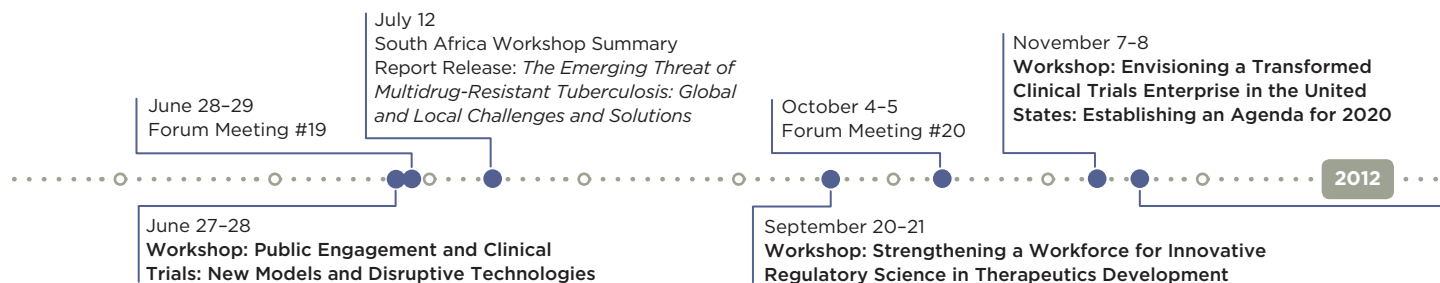 July 12
South Africa Workshop Summary
Report Release: The Emerging Threat of
Multidrug-Resistant Tuberculosis: Global
and Local Challenges and Solutions
November 7–8
Workshop: Envisioning a Transformed
Clinical Trials Enterprise in the United
States: Establishing an Agenda for 2020
June 28–29
Forum Meeting #19
October 4–5
Forum Meeting #20
2012
June 27–28
Workshop: Public Engagement and Clinical
Trials: New Models and Disruptive Technologies
September 20–21
Workshop: Strengthening a Workforce for Innovative
Regulatory Science in Therapeutics Development